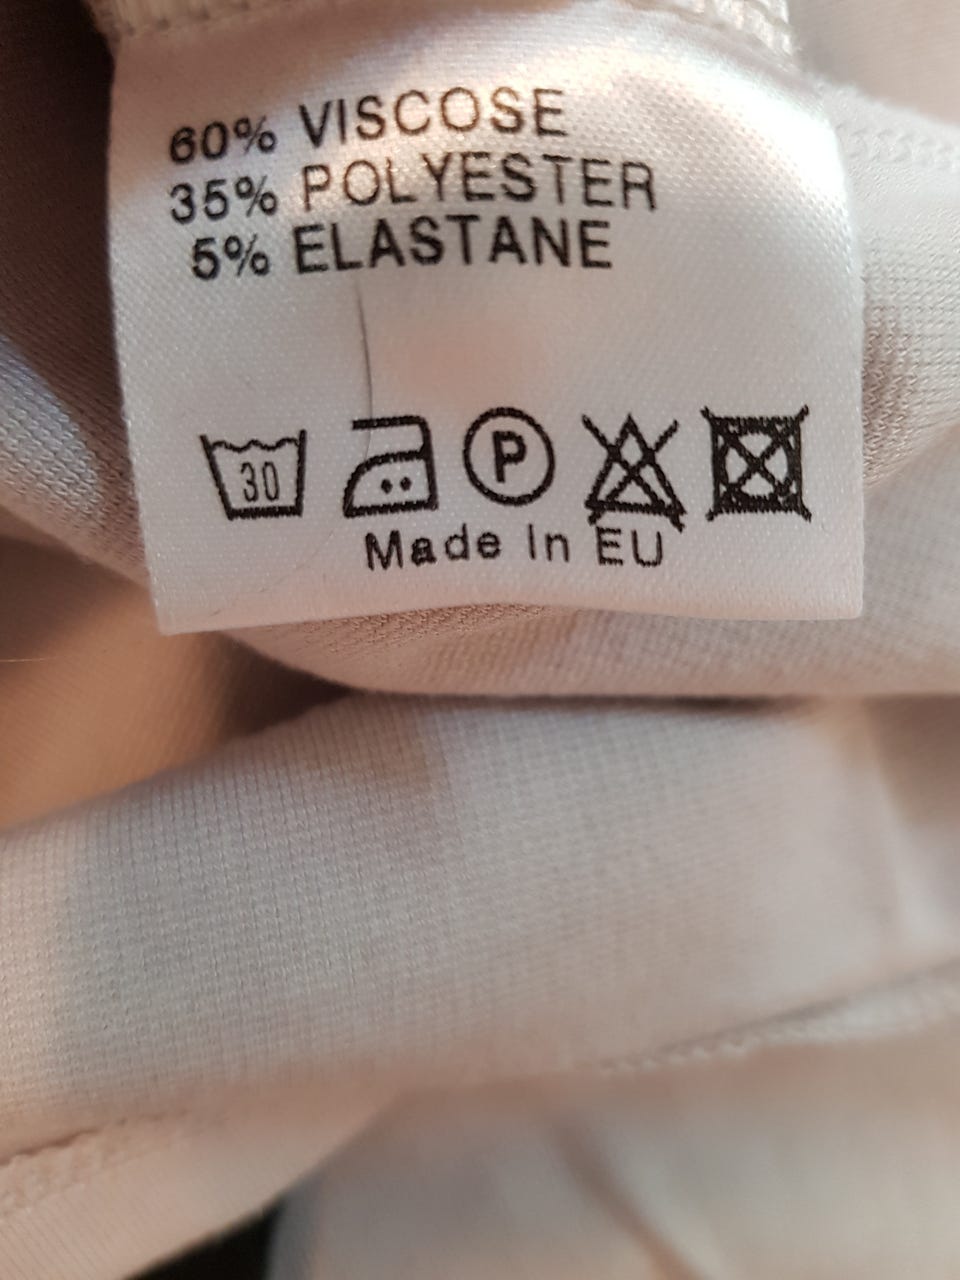 60% VISCOSE
35% POLYESTER
5% ELASTANE
30 P
Made In EU